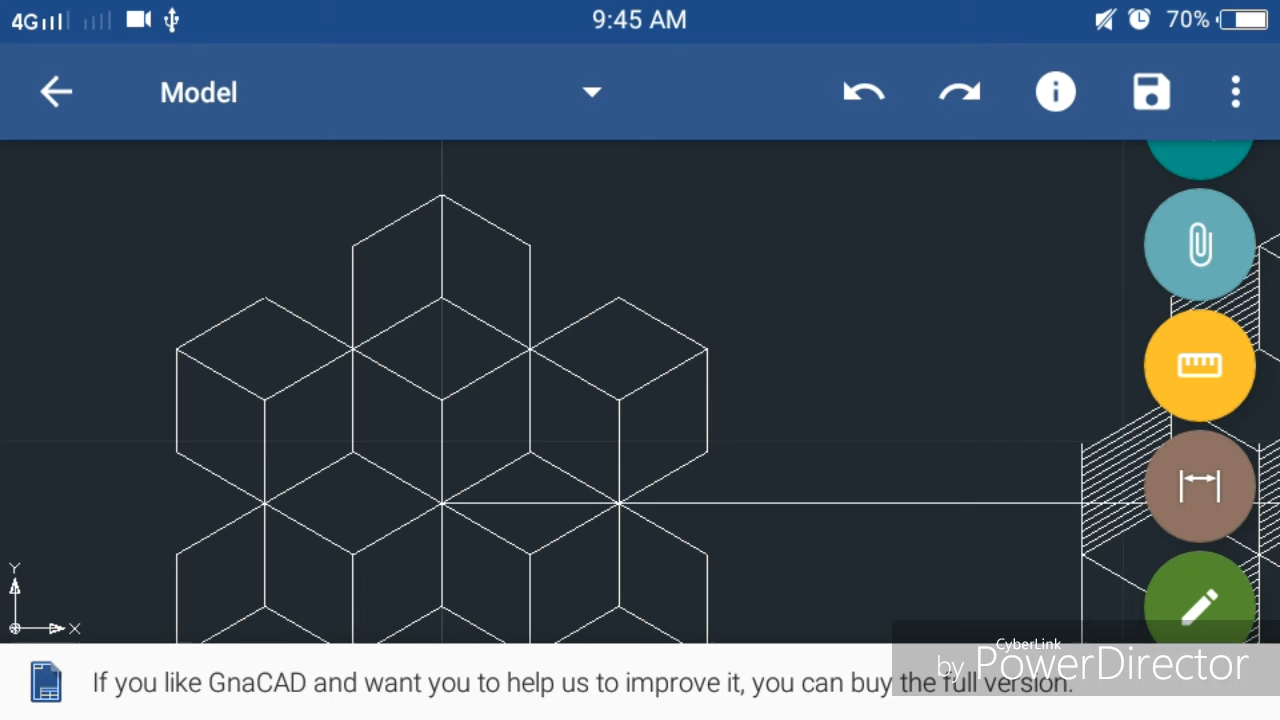 4G 9:45 AM 70%
Model
Y
X
If you like GnaCAD and want you to help us to improve it, you can buy the full version.
CyberLink
by PowerDirector